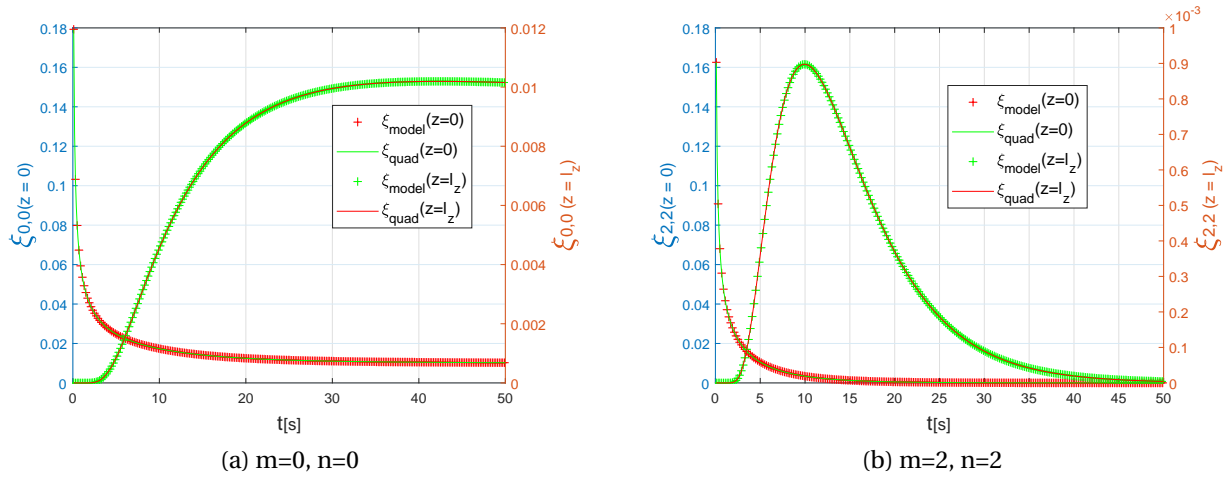 0.18
0.16
0.14
0.12
0.1
0.08
0.06
0.04
0.02
0
ξ0,0(z = 0)
0.012
0.01
0.008
0.006
0.004
0.002
0
ξ0,0 (z = lz)
ξmodel(z=0)
ξquad(z=0)
ξmodel(z=lz)
ξquad(z=lz)
0 10 20 30 40 50
t[s]
(a) m=0, n=0
×10-3
0.18
0.16
0.14
0.12
0.1
0.08
0.06
0.04
0.02
0
ξ2,2(z = 0)
1
0.9
0.8
0.7
0.6
0.5
0.4
0.3
0.2
0.1
0
ξ2,2 (z = lz)
ξmodel(z=0)
ξquad(z=0)
ξmodel(z=lz)
ξquad(z=lz)
0 5 10 15 20 25 30 35 40 45 50
t[s]
(b) m=2, n=2